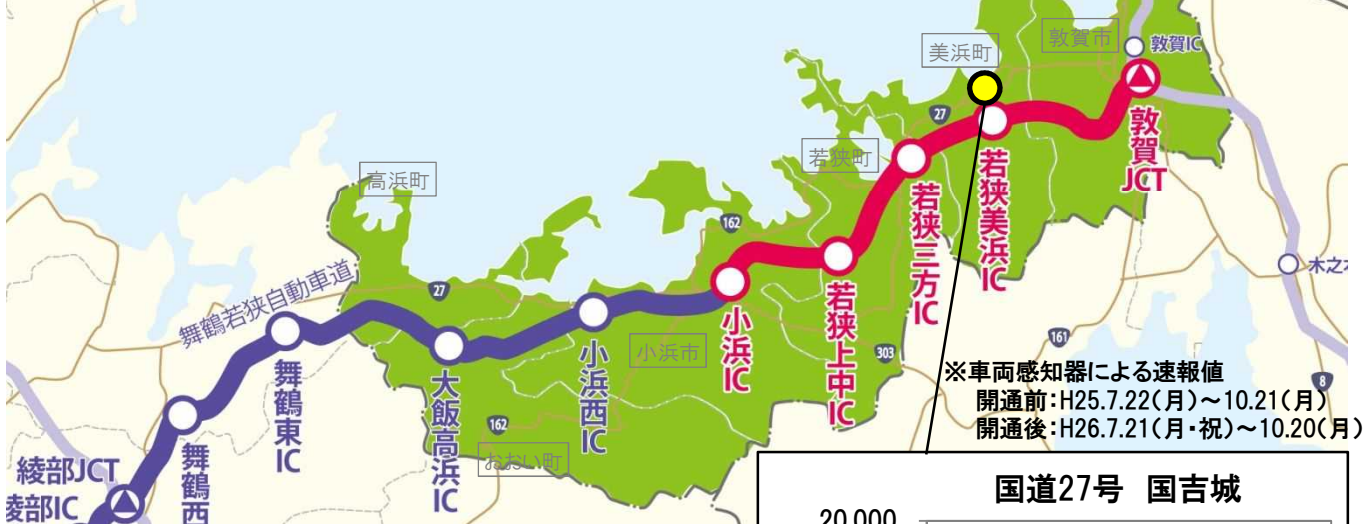 美浜町
敦賀市
敦賀IC
27
敦賀JCT
若狭町
若狭美浜IC
高浜町
若狭三方IC
162
木之本
舞鶴若狭自動車道
27
小浜IC
若狭上中IC
小浜市
303
161
8
舞鶴東IC
大飯高浜IC
小浜西IC
162
おおい町
綾部JCT
綾部IC
舞鶴西
※車両感知器による速報値
開通前:H25.7.22(月)~10.21(月)
開通後:H26.7.21(月・祝)~10.20(月)
国道27号 国吉城
20,000